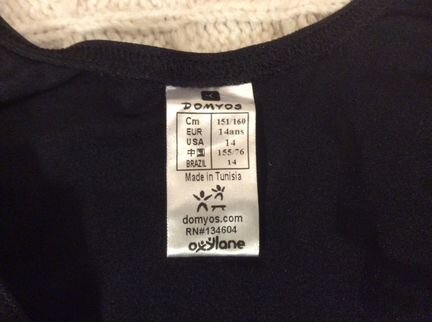 DOMYOS
Cm 151/160
EUR 14ans
USA 14
中国 155/76
BRAZIL 14
Made in Tunisia
domyos.com
RN#134604
oxylane